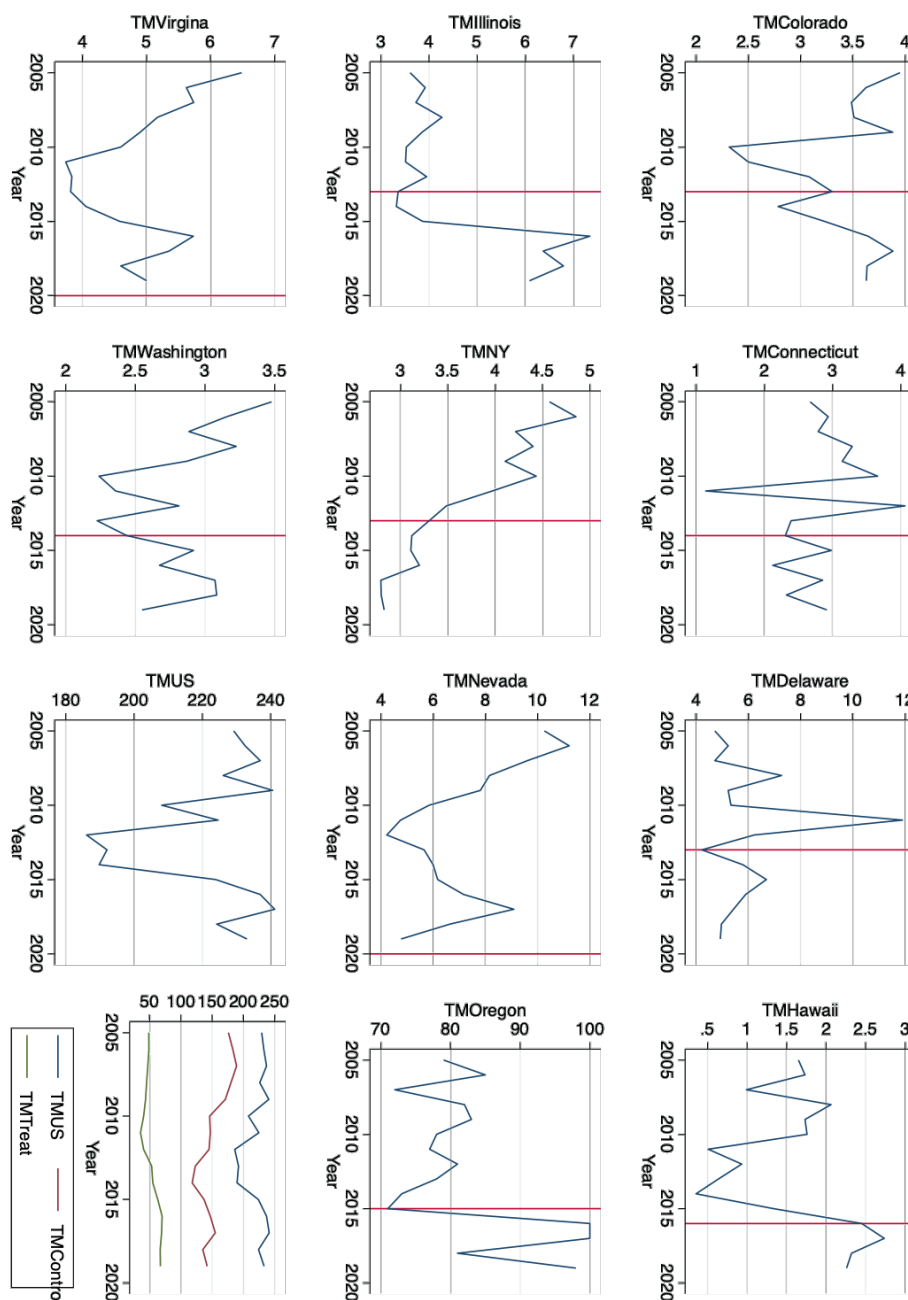 TMColorado
2 2.5 3 3.5 4
2005 2010 2015 2020
Year
TMConnecticut
1 2 3 4
2005 2010 2015 2020
Year
TMDelaware
4 6 8 10 12
2005 2010 2015 2020
Year
TMHawaii
.5 1 1.5 2 2.5 3
2005 2010 2015 2020
Year
TMIllinois
3 4 5 6 7
2005 2010 2015 2020
Year
TMNY
3 3.5 4 4.5 5
2005 2010 2015 2020
Year
TMNevada
4 6 8 10 12
2005 2010 2015 2020
Year
TMOregon
70 80 90 100
2005 2010 2015 2020
Year
TMVirgina
4 5 6 7
2005 2010 2015 2020
Year
TMWashington
2 2.5 3 3.5
2005 2010 2015 2020
Year
TMUS
180 200 220 240
2005 2010 2015 2020
Year
50 100 150 200 250
2005 2010 2015 2020
Year
TMUS TMContro
TMTreat